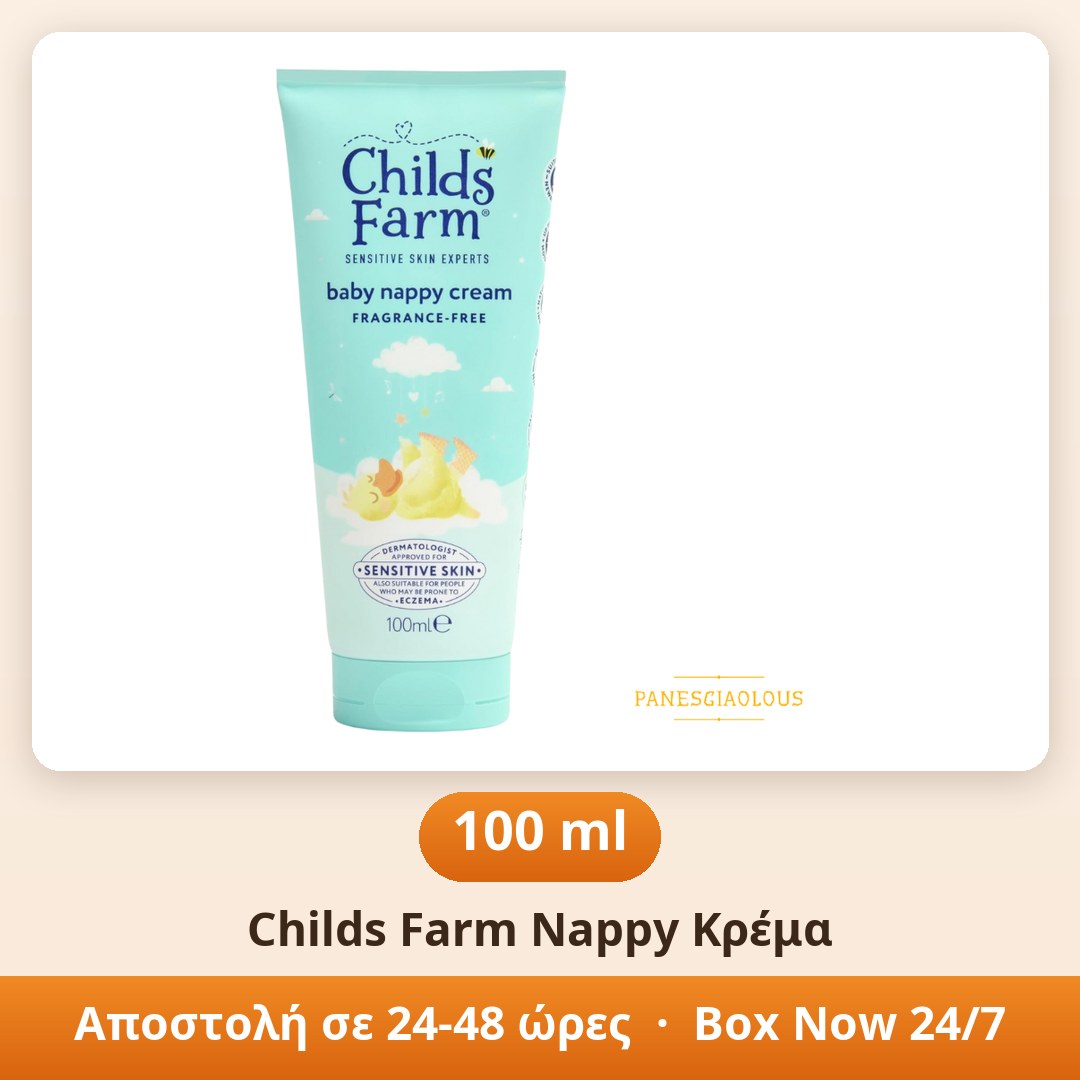 Childs
Farm®
SENSITIVE SKIN EXPERTS
baby nappy cream
FRAGRANCE-FREE
DERMATOLOGIST
APPROVED FOR
•SENSITIVE SKIN•
ALSO SUITABLE FOR PEOPLE
WHO MAY BE PRONE TO
•ECZEMA•
100ml℮
PANESGIAOLOUS
100 ml
Childs Farm Nappy Κρέμα
Αποστολή σε 24-48 ώρες · Box Now 24/7